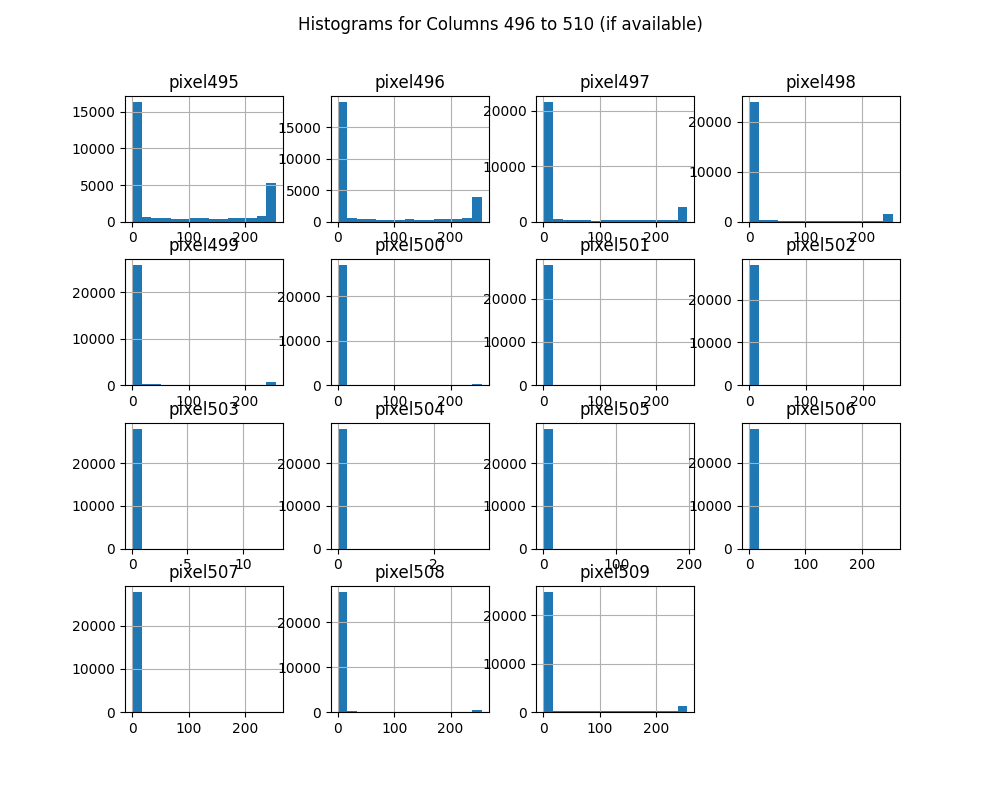 Histograms for Columns 496 to 510 (if available)
pixel495 pixel496 pixel497 pixel498
15000
10000
5000
0
0 100 200
15000
10000
5000
0
0 100 200
20000
10000
0
0 100 200
20000
10000
0
0 100 200
pixel499 pixel500 pixel501 pixel502
20000
10000
0
0 100 200
20000
10000
0
0 100 200
20000
10000
0
0 100 200
20000
10000
0
0 100 200
pixel503 pixel504 pixel505 pixel506
20000
10000
0
0 5 10
20000
10000
0
0 2
20000
10000
0
0 100 200
20000
10000
0
0 100 200
pixel507 pixel508 pixel509
20000
10000
0
0 100 200
20000
10000
0
0 100 200
20000
10000
0
0 100 200